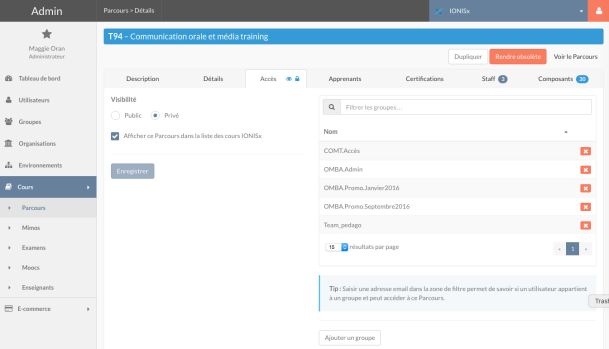 Admin
Parcours > Détails
IONISx
Maggie Oran
Administrateur
T94 – Communication orale et média training
Dupliquer
Rendre obsolète
Voir le Parcours
Tableau de bord
Utilisateurs
Groupes
Organisations
Environnements
Cours
Parcours
Mimos
Examens
Moocs
Enseignants
E-commerce
Description
Détails
Accès
Apprenants
Certifications
Staff 3
Composants 38
Visibilité
Public
Privé
Afficher ce Parcours dans la liste des cours IONISx
Enregistrer
Filtrer les groupes...
Nom
COMT.Accès
OMBA.Admin
OMBA.Promo.Janvier2016
OMBA.Promo.Septembre2016
Team_pedago
15 résultats par page
‹ 1 ›
Tip : Saisir une adresse email dans la zone de filtre permet de savoir si un utilisateur appartient
à un groupe et peut accéder à ce Parcours.
Trash
Ajouter un groupe